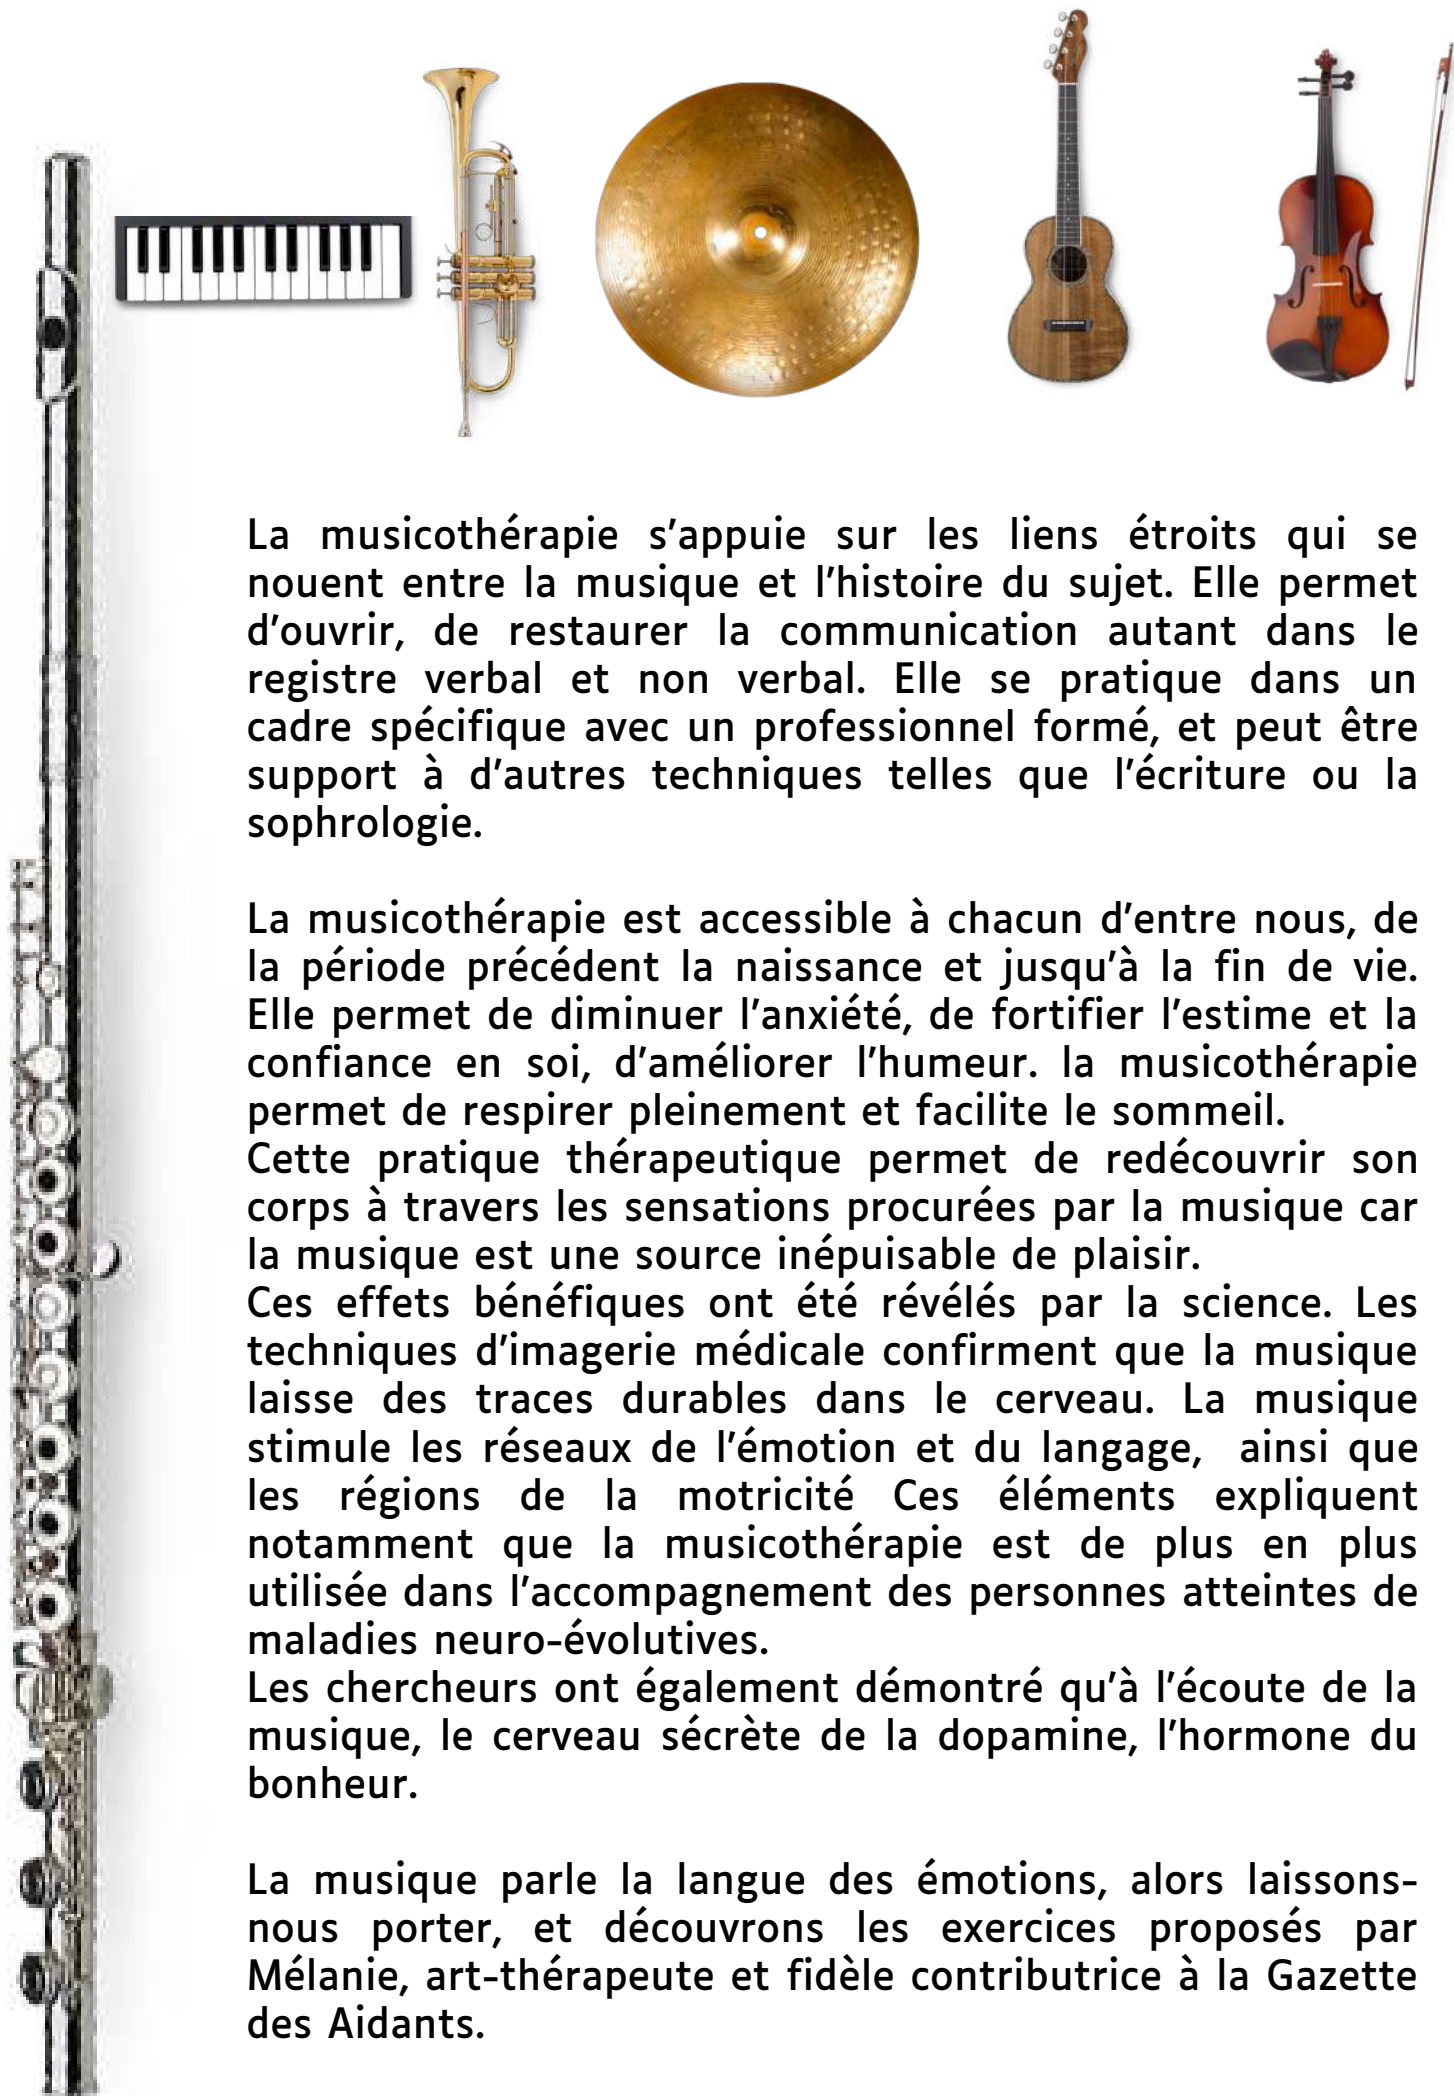 La musicothérapie s'appuie sur les liens étroits qui se
nouent entre la musique et l'histoire du sujet. Elle permet
d'ouvrir, de restaurer la communication autant dans le
registre verbal et non verbal. Elle se pratique dans un
cadre spécifique avec un professionnel formé, et peut être
support à d'autres techniques telles que l'écriture ou la
sophrologie.

La musicothérapie est accessible à chacun d'entre nous, de
la période précédent la naissance et jusqu'à la fin de vie.
Elle permet de diminuer l'anxiété, de fortifier l'estime et la
confiance en soi, d'améliorer l'humeur. la musicothérapie
permet de respirer pleinement et facilite le sommeil.
Cette pratique thérapeutique permet de redécouvrir son
corps à travers les sensations procurées par la musique car
la musique est une source inépuisable de plaisir.
Ces effets bénéfiques ont été révélés par la science. Les
techniques d'imagerie médicale confirment que la musique
laisse des traces durables dans le cerveau. La musique
stimule les réseaux de l'émotion et du langage, ainsi que
les régions de la motricité Ces éléments expliquent
notamment que la musicothérapie est de plus en plus
utilisée dans l'accompagnement des personnes atteintes de
maladies neuro-évolutives.
Les chercheurs ont également démontré qu'à l'écoute de la
musique, le cerveau sécrète de la dopamine, l'hormone du
bonheur.

La musique parle la langue des émotions, alors laissons-
nous porter, et découvrons les exercices proposés par
Mélanie, art-thérapeute et fidèle contributrice à la Gazette
des Aidants.